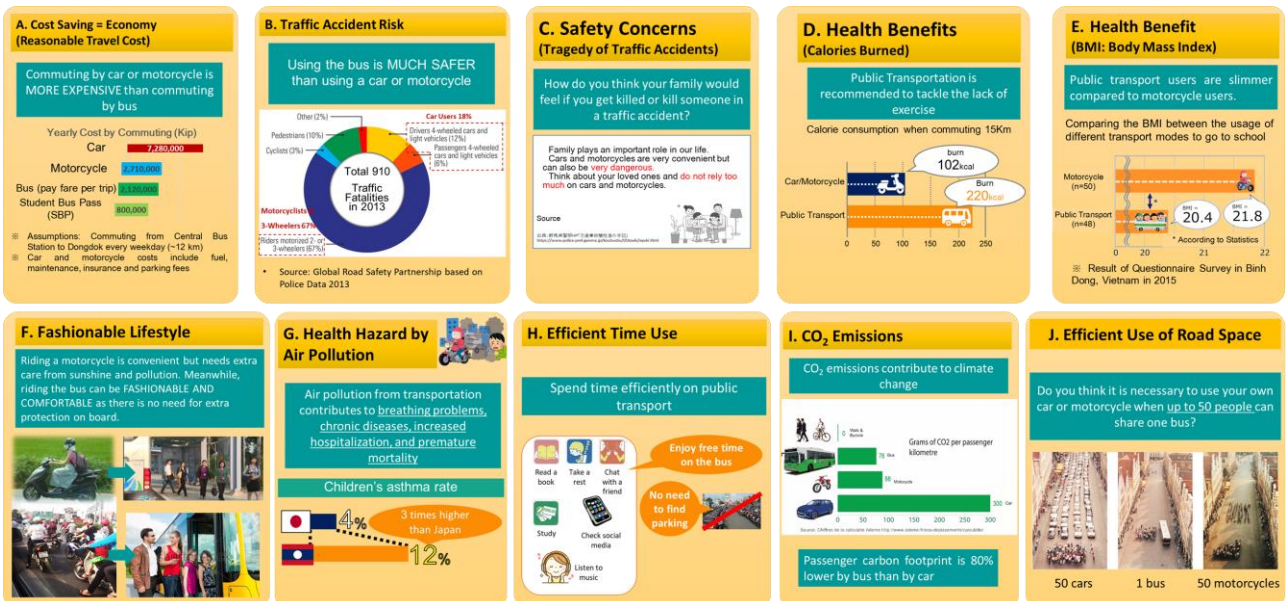 A. Cost Saving = Economy
(Reasonable Travel Cost)
Commuting by car or motorcycle is
MORE EXPENSIVE than commuting
by bus
Yearly Cost by Commuting (Kip)
Car
7,280,000
Motorcycle
2,710,000
Bus (pay fare per trip)
2,120,000
Student Bus Pass
(SBP)
800,000
※ Assumptions: Commuting from Central Bus
Station to Dongdok every weekday (~12 km)
※ Car and motorcycle costs include fuel,
maintenance, insurance and parking fees
B. Traffic Accident Risk
Using the bus is MUCH SAFER
than using a car or motorcycle
Other (2%)
Car Users 18%
Pedestrians (10%)
Drivers 4-wheeled cars and
light vehicles (12%)
Cyclists (3%)
Passengers 4-wheeled
cars and light vehicles
(6%)
Total 910
Traffic
Fatalities
in 2013
Motorcyclists
3-Wheelers 67%
Riders motorized 2- or
3-wheelers (67%)
• Source: Global Road Safety Partnership based on
Police Data 2013
C. Safety Concerns
(Tragedy of Traffic Accidents)
How do you think your family would
feel if you get killed or kill someone in
a traffic accident?
Family plays an important role in our life.
Cars and motorcycles are very convenient but
can also be very dangerous.
Think about your loved ones and do not rely too
much on cars and motorcycles.
Source
D. Health Benefits
(Calories Burned)
Public Transportation is
recommended to tackle the lack of
exercise
Calorie consumption when commuting 15Km
burn
102kcal
Car/Motorcycle
Burn
220kcal
Public Transport
0 50 100 150 200 250
E. Health Benefit
(BMI: Body Mass Index)
Public transport users are slimmer
compared to motorcycle users.
Comparing the BMI between the usage of
different transport modes to go to school
Motorcycle
(n=50)
Public Transport
(n=48)
BMI =
20.4
BMI =
21.8
* According to Statistics
0 20 21 22
※ Result of Questionnaire Survey in Binh
Dong, Vietnam in 2015
F. Fashionable Lifestyle
Riding a motorcycle is convenient but needs extra
care from sunshine and pollution. Meanwhile,
riding the bus can be FASHIONABLE AND
COMFORTABLE as there is no need for extra
protection on board.
G. Health Hazard by
Air Pollution
Air pollution from transportation
contributes to breathing problems,
chronic diseases, increased
hospitalization, and premature
mortality
Children's asthma rate
4%
3 times higher
than Japan
12%
H. Efficient Time Use
Spend time efficiently on public
transport
Read a
book
Take a
rest
Chat
with a
friend
Study
Check social
media
Listen to
music
Enjoy free time
on the bus
No need
to find
parking
I. CO2 Emissions
CO2 emissions contribute to climate
change
0 Walk &
Bicycle
Grams of CO2 per passenger
kilometre
Bus
Motorcycle
300 Car
0 50 100 150 200 250 300
Passenger carbon footprint is 80%
lower by bus than by car
J. Efficient Use of Road Space
Do you think it is necessary to use your own
car or motorcycle when up to 50 people can
share one bus?
50 cars
1 bus
50 motorcycles